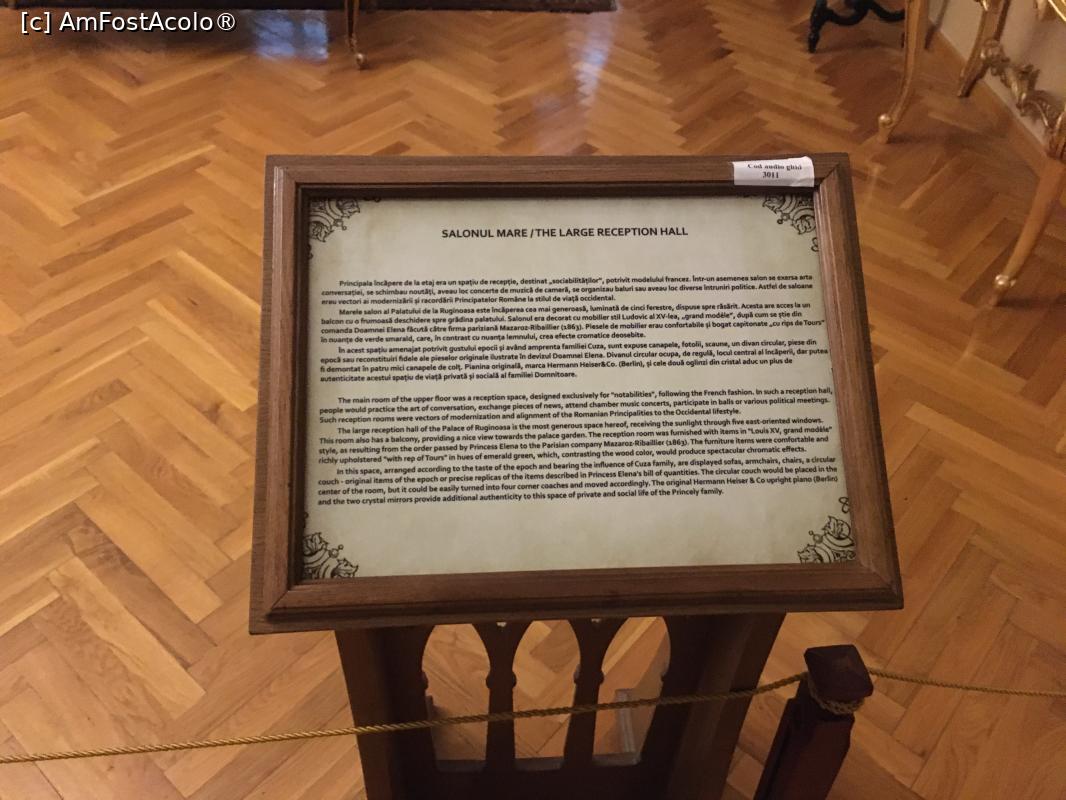 [c] AmFostAcolo®
Cod audio ghid
3011
SALONUL MARE / THE LARGE RECEPTION HALL
Principala încăpere de la etaj era un spațiu de recepție, destinat „sociabilităților”, potrivit modelului francez. Într-un asemenea salon se exersa arta
conversației, se schimbau noutăți, aveau loc concerte de muzică de cameră, se organizau baluri sau aveau loc diverse întruniri politice. Astfel de saloane
erau vectori ai modernizării și racordării Principatelor Române la stilul de viață occidental.
Marele salon al Palatului de la Ruginoasa este încăperea cea mai generoasă, luminată de cinci ferestre, dispuse spre răsărit. Acesta are acces la un
balcon cu o frumoasă deschidere spre grădina palatului. Salonul era decorat cu mobilier stil Ludovic al XV-lea, „grand modèle”, după cum se știe din
comanda Doamnei Elena făcută către firma pariziană Mazaroz-Ribaillier (1863). Piesele de mobilier erau confortabile și bogat capitonate „cu rips de Tours”
în nuanțe de verde smarald, care, în contrast cu nuanța lemnului, crea efecte cromatice deosebite.
În acest spațiu amenajat potrivit gustului epocii și având amprenta familiei Cuza, sunt expuse canapele, fotolii, scaune, un divan circular, piese din
epocă sau reconstituiri fidele ale pieselor originale ilustrate în devizul Doamnei Elena. Divanul circular ocupa, de regulă, locul central al încăperii, dar putea
fi demontat în patru mici canapele de colț. Pianina originală, marca Hermann Heiser&Co. (Berlin), și cele două oglinzi din cristal aduc un plus de
autenticitate acestui spațiu de viață privată și socială al familiei Domnitoare.
The main room of the upper floor was a reception space, designed exclusively for "notabilities", following the French fashion. In such a reception hall,
people would practice the art of conversation, exchange pieces of news, attend chamber music concerts, participate in balls or various political meetings.
Such reception rooms were vectors of modernization and alignment of the Romanian Principalities to the Occidental lifestyle.
The large reception hall of the Palace of Ruginoasa is the most generous space hereof, receiving the sunlight through five east-oriented windows.
This room also has a balcony, providing a nice view towards the palace garden. The reception room was furnished with items in "Louis XV, grand modèle"
style, as resulting from the order passed by Princess Elena to the Parisian company Mazaroz-Ribaillier (1863). The furniture items were comfortable and
richly upholstered "with rep of Tours" in hues of emerald green, which, contrasting the wood color, would produce spectacular chromatic effects.
In this space, arranged according to the taste of the epoch and bearing the influence of Cuza family, are displayed sofas, armchairs, chairs, a circular
couch - original items of the epoch or precise replicas of the items described in Princess Elena's bill of quantities. The circular couch would be placed in the
center of the room, but it could be easily turned into four corner coaches and moved accordingly. The original Hermann Heiser & Co upright piano (Berlin)
and the two crystal mirrors provide additional authenticity to this space of private and social life of the Princely family.